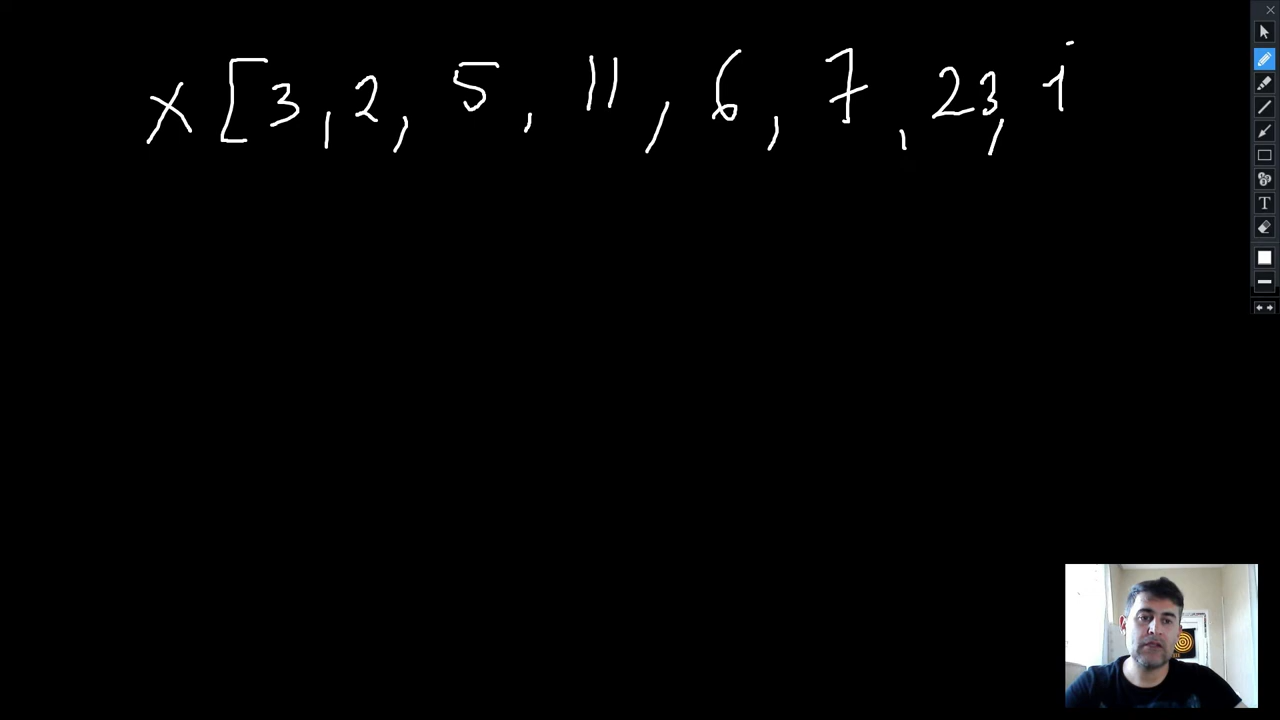 x [3, 2, 5, 11, 6, 7, 23, 1